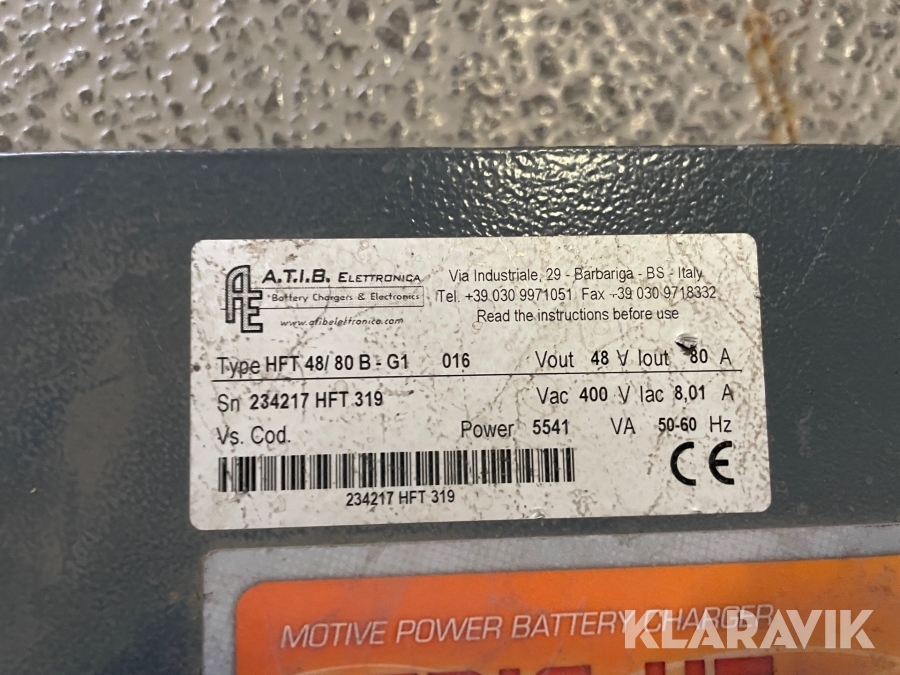 A.T.I.B. ELETTRONICA
Battery Chargers & Electronics
www.atibelettronica.com
Via Industriale, 29 - Barbariga - BS - Italy
Tel. +39 030 9971051 Fax +39 030 9718332
Read the instructions before use
Type HFT 48/ 80 B - G1 016 Vout 48 V Iout 80 A
Sn 234217 HFT 319 Vac 400 V Iac 8,01 A
Vs. Cod. Power 5541 VA 50-60 Hz
CE
234217 HFT 319
MOTIVE POWER BATTERY CHARGER
KLARAVIK